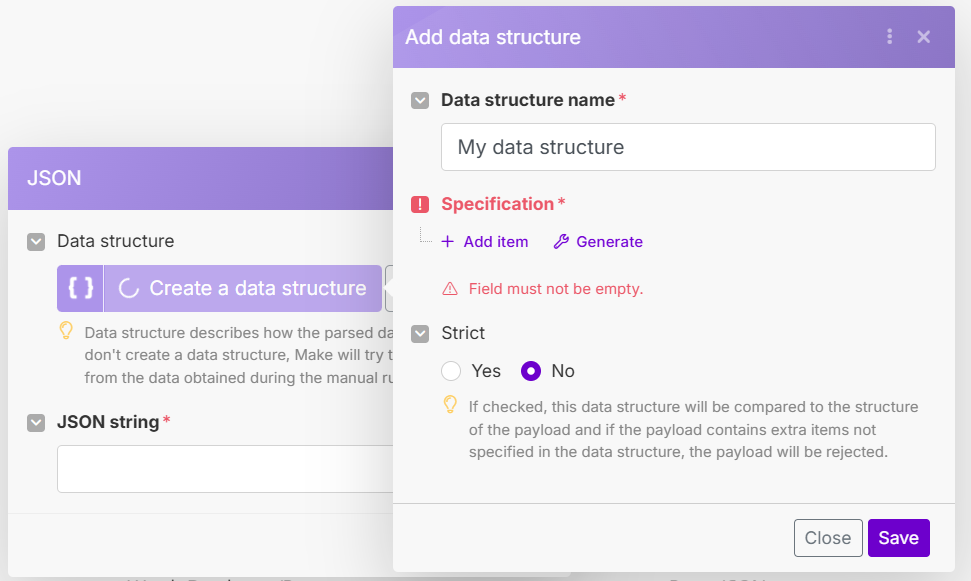 Add data structure
Data structure name *
My data structure
Specification *
+ Add item Generate
Field must not be empty.
Strict
Yes No
If checked, this data structure will be compared to the structure
of the payload and if the payload contains extra items not
specified in the data structure, the payload will be rejected.
Close Save
JSON
Data structure
{ } Create a data structure
Data structure describes how the parsed da
don't create a data structure, Make will try t
from the data obtained during the manual ru
JSON string *